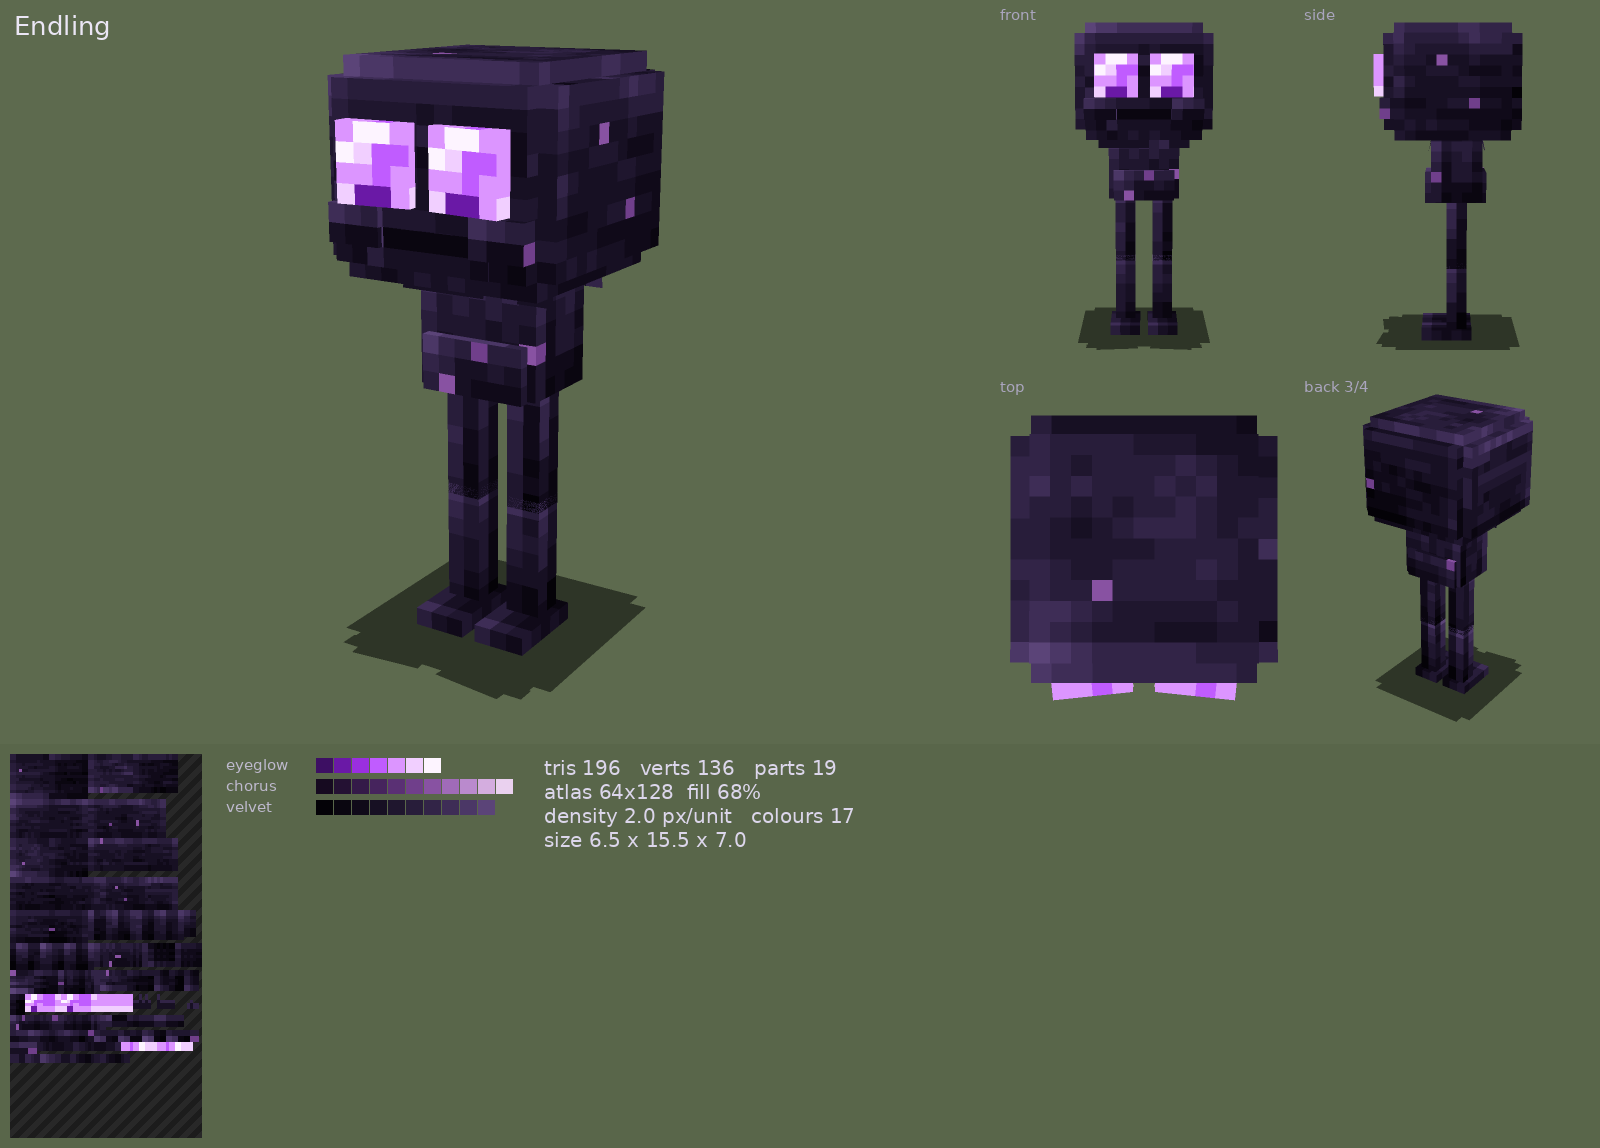 Endling
front
side
top
back 3/4
eyeglow
chorus
velvet
tris 196 verts 136 parts 19
atlas 64x128 fill 68%
density 2.0 px/unit colours 17
size 6.5 x 15.5 x 7.0